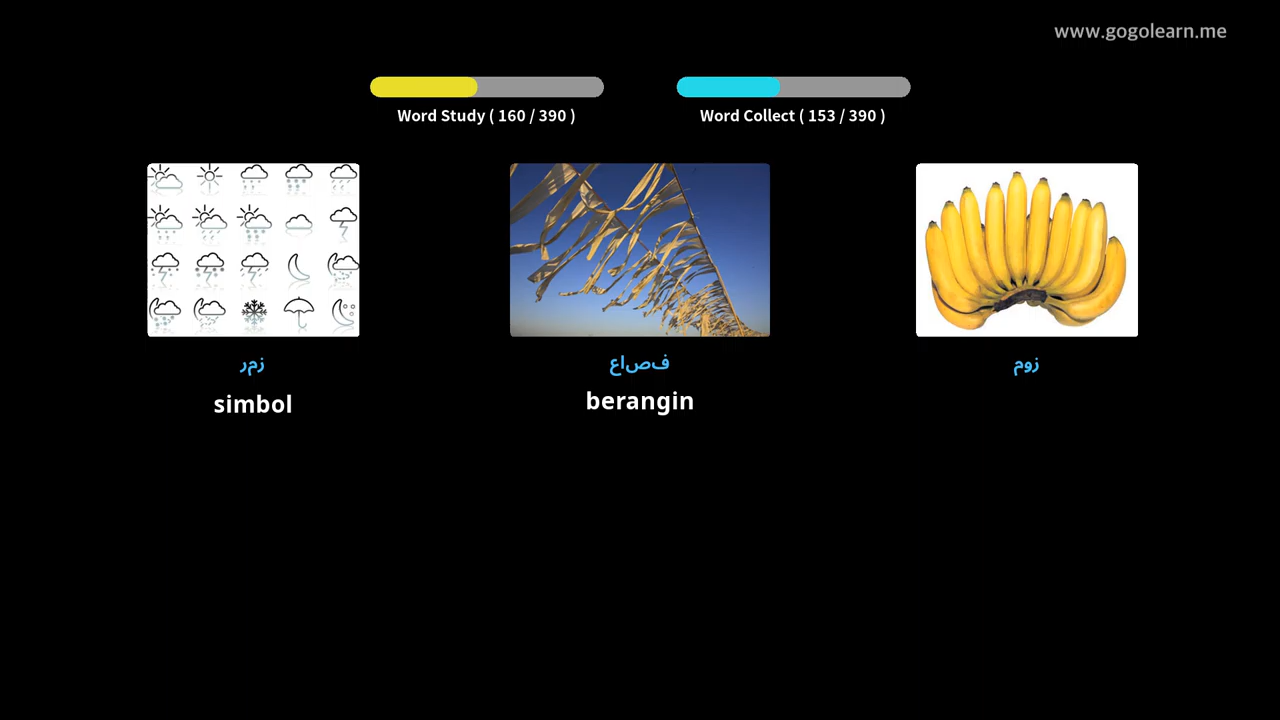 www.gogolearn.me
Word Study ( 160 / 390 )
Word Collect ( 153 / 390 )
زمر
simbol
فصاع
berangin
زوم